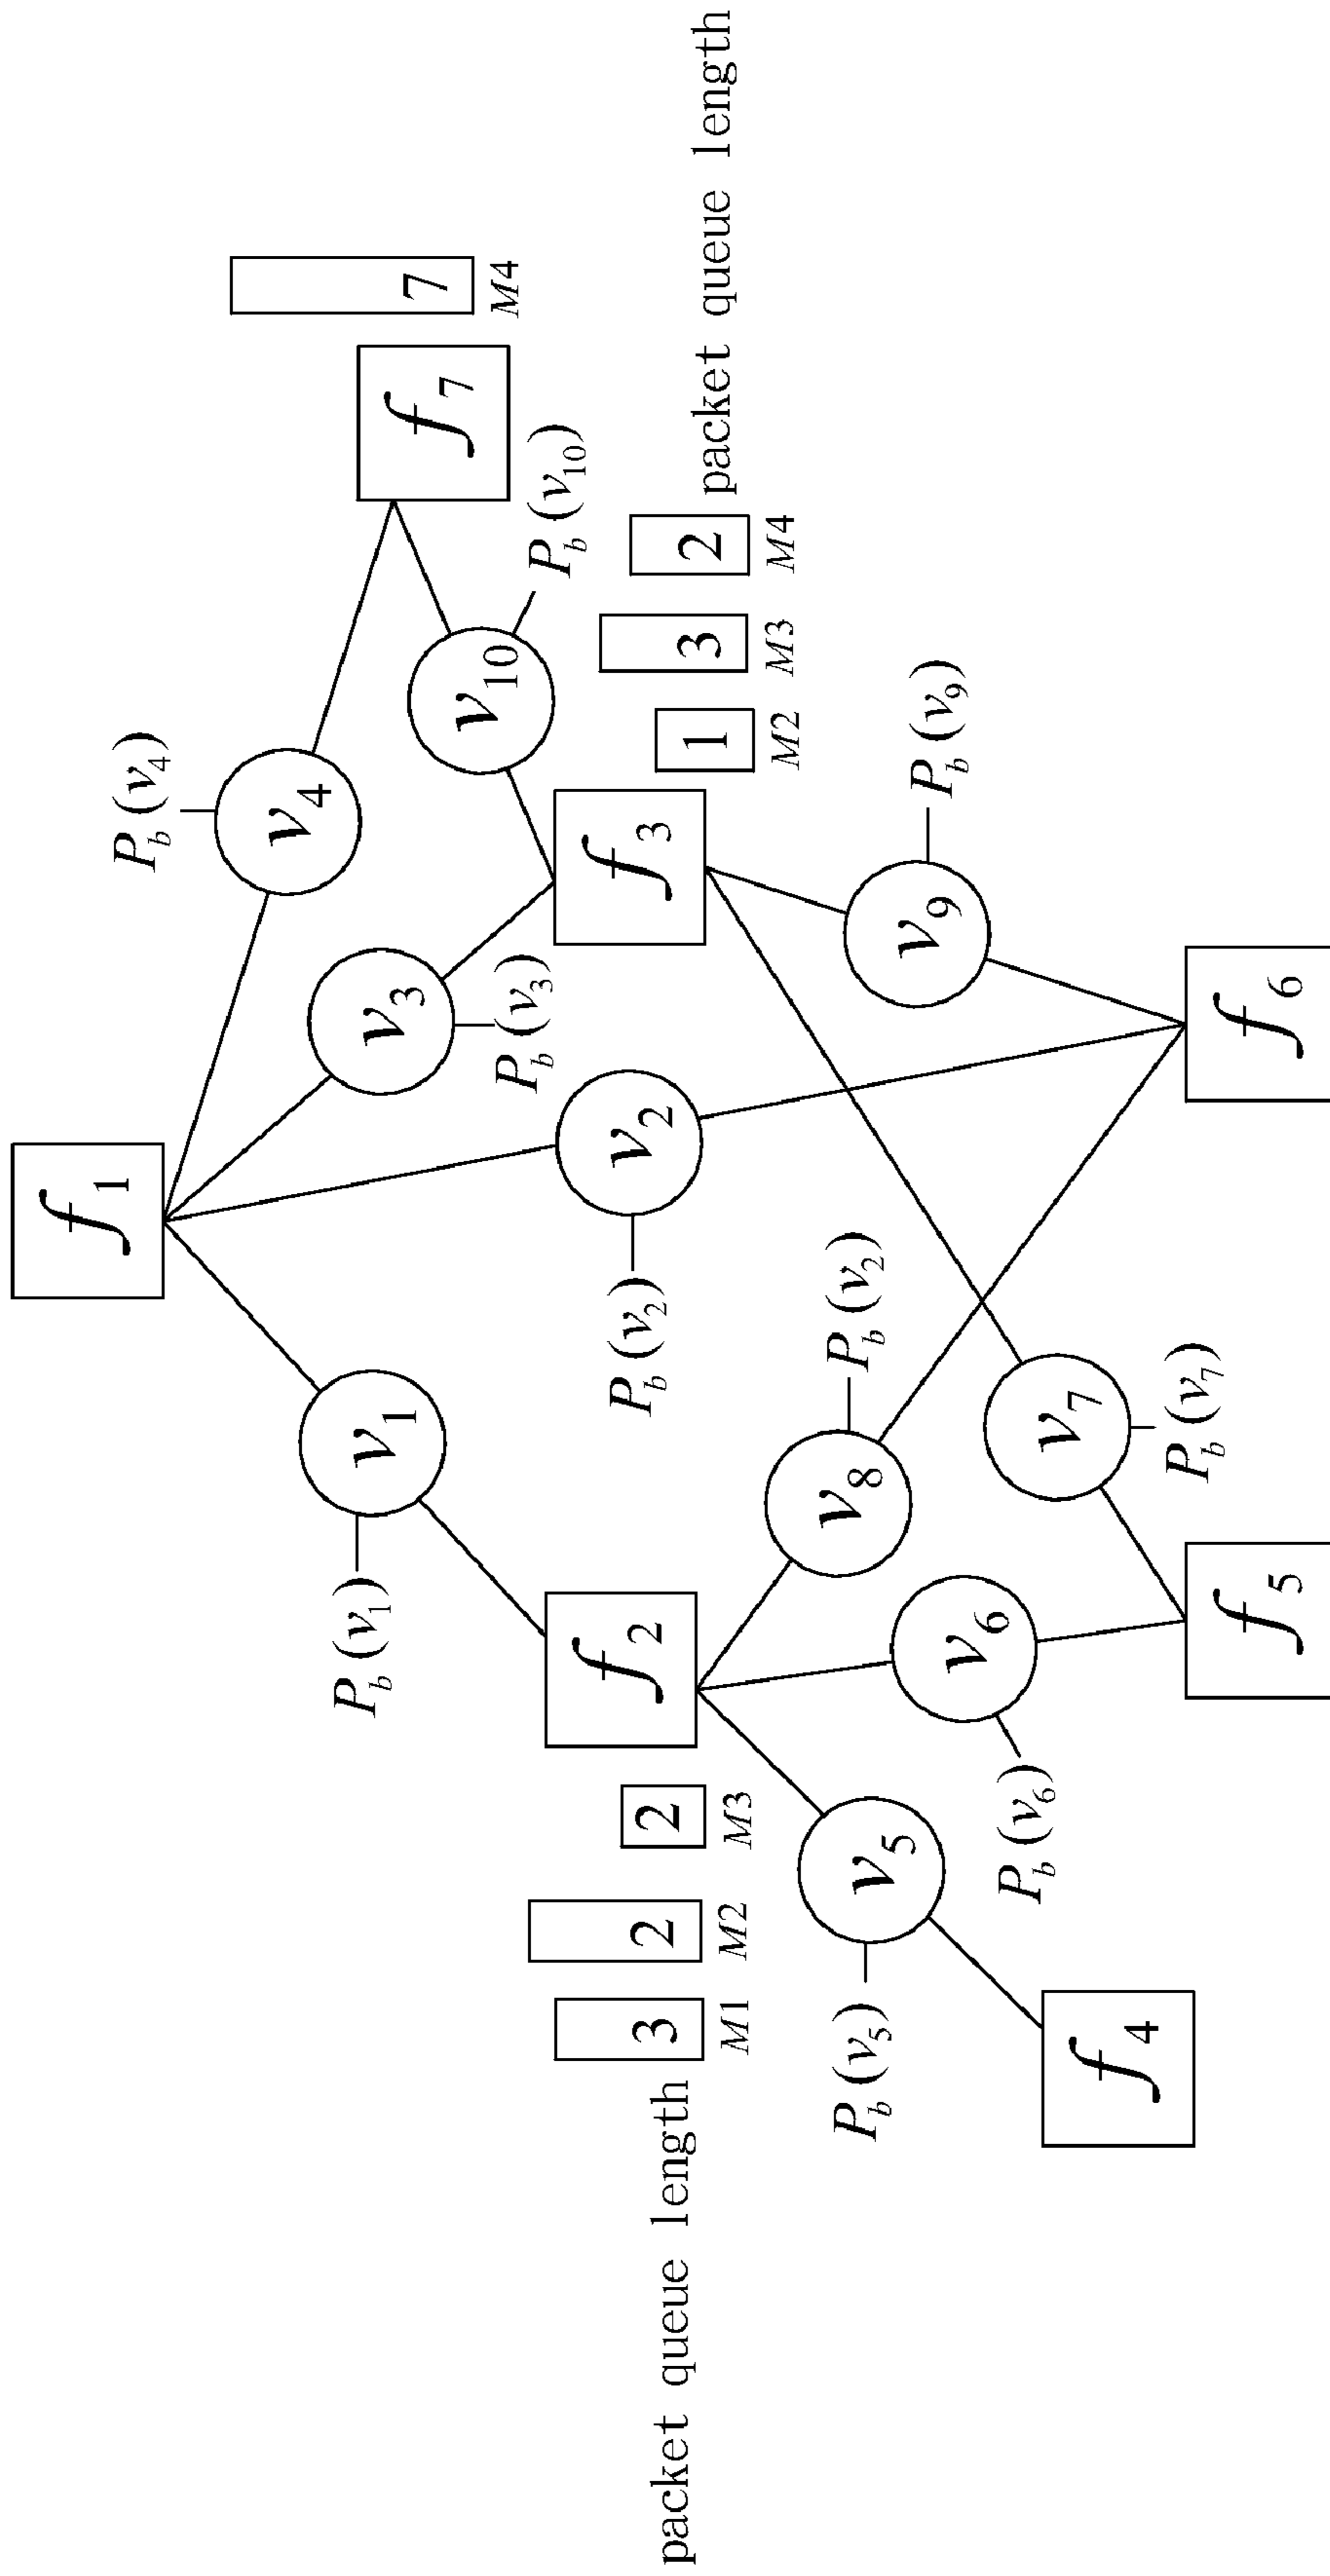 f1
v1
Pb(v1)
v2
Pb(v2)
v3
Pb(v3)
v4
Pb(v4)
f7
7
M4
v10
Pb(v10)
f2
packet queue length
3
M1
2
M2
2
M3
f3
1
M2
3
M3
2
M4
packet queue length
v5
Pb(v5)
v6
Pb(v6)
v8
Pb(v2)
v7
Pb(v7)
v9
Pb(v9)
f4
f5
f6